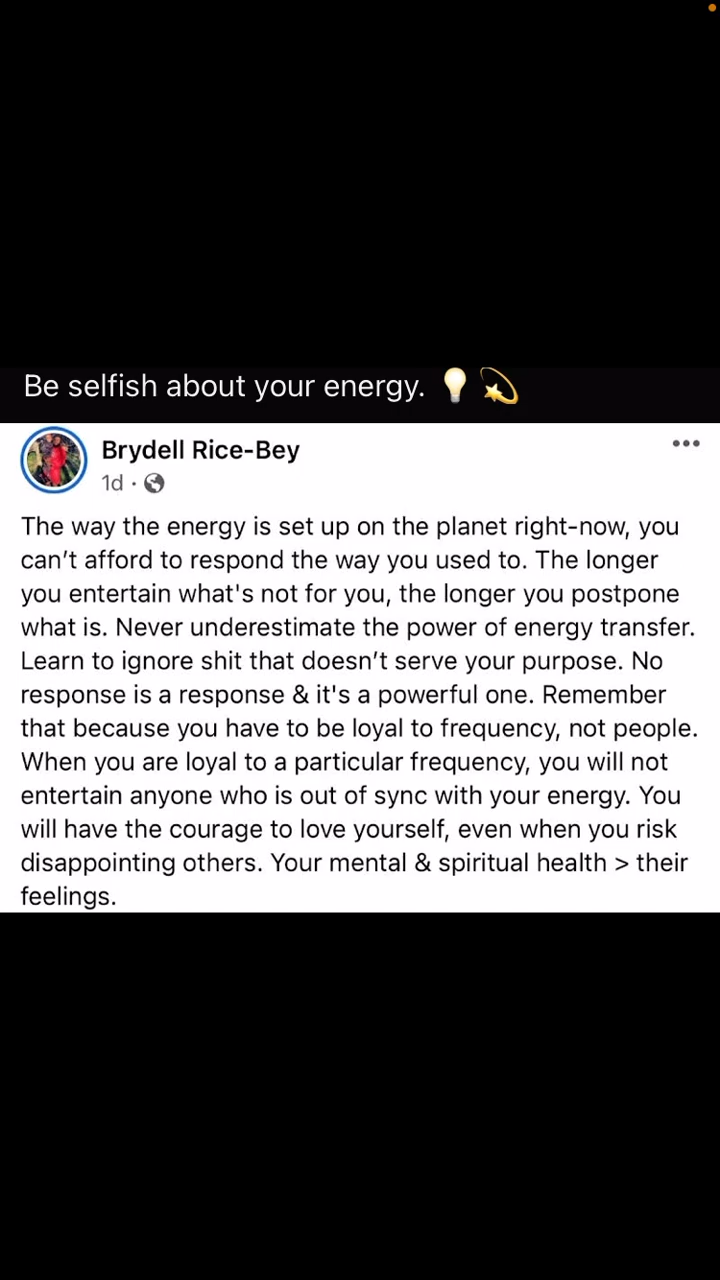 Be selfish about your energy. 💡 💫
Brydell Rice-Bey
1d ·
The way the energy is set up on the planet right-now, you
can’t afford to respond the way you used to. The longer
you entertain what's not for you, the longer you postpone
what is. Never underestimate the power of energy transfer.
Learn to ignore shit that doesn’t serve your purpose. No
response is a response & it's a powerful one. Remember
that because you have to be loyal to frequency, not people.
When you are loyal to a particular frequency, you will not
entertain anyone who is out of sync with your energy. You
will have the courage to love yourself, even when you risk
disappointing others. Your mental & spiritual health > their
feelings.